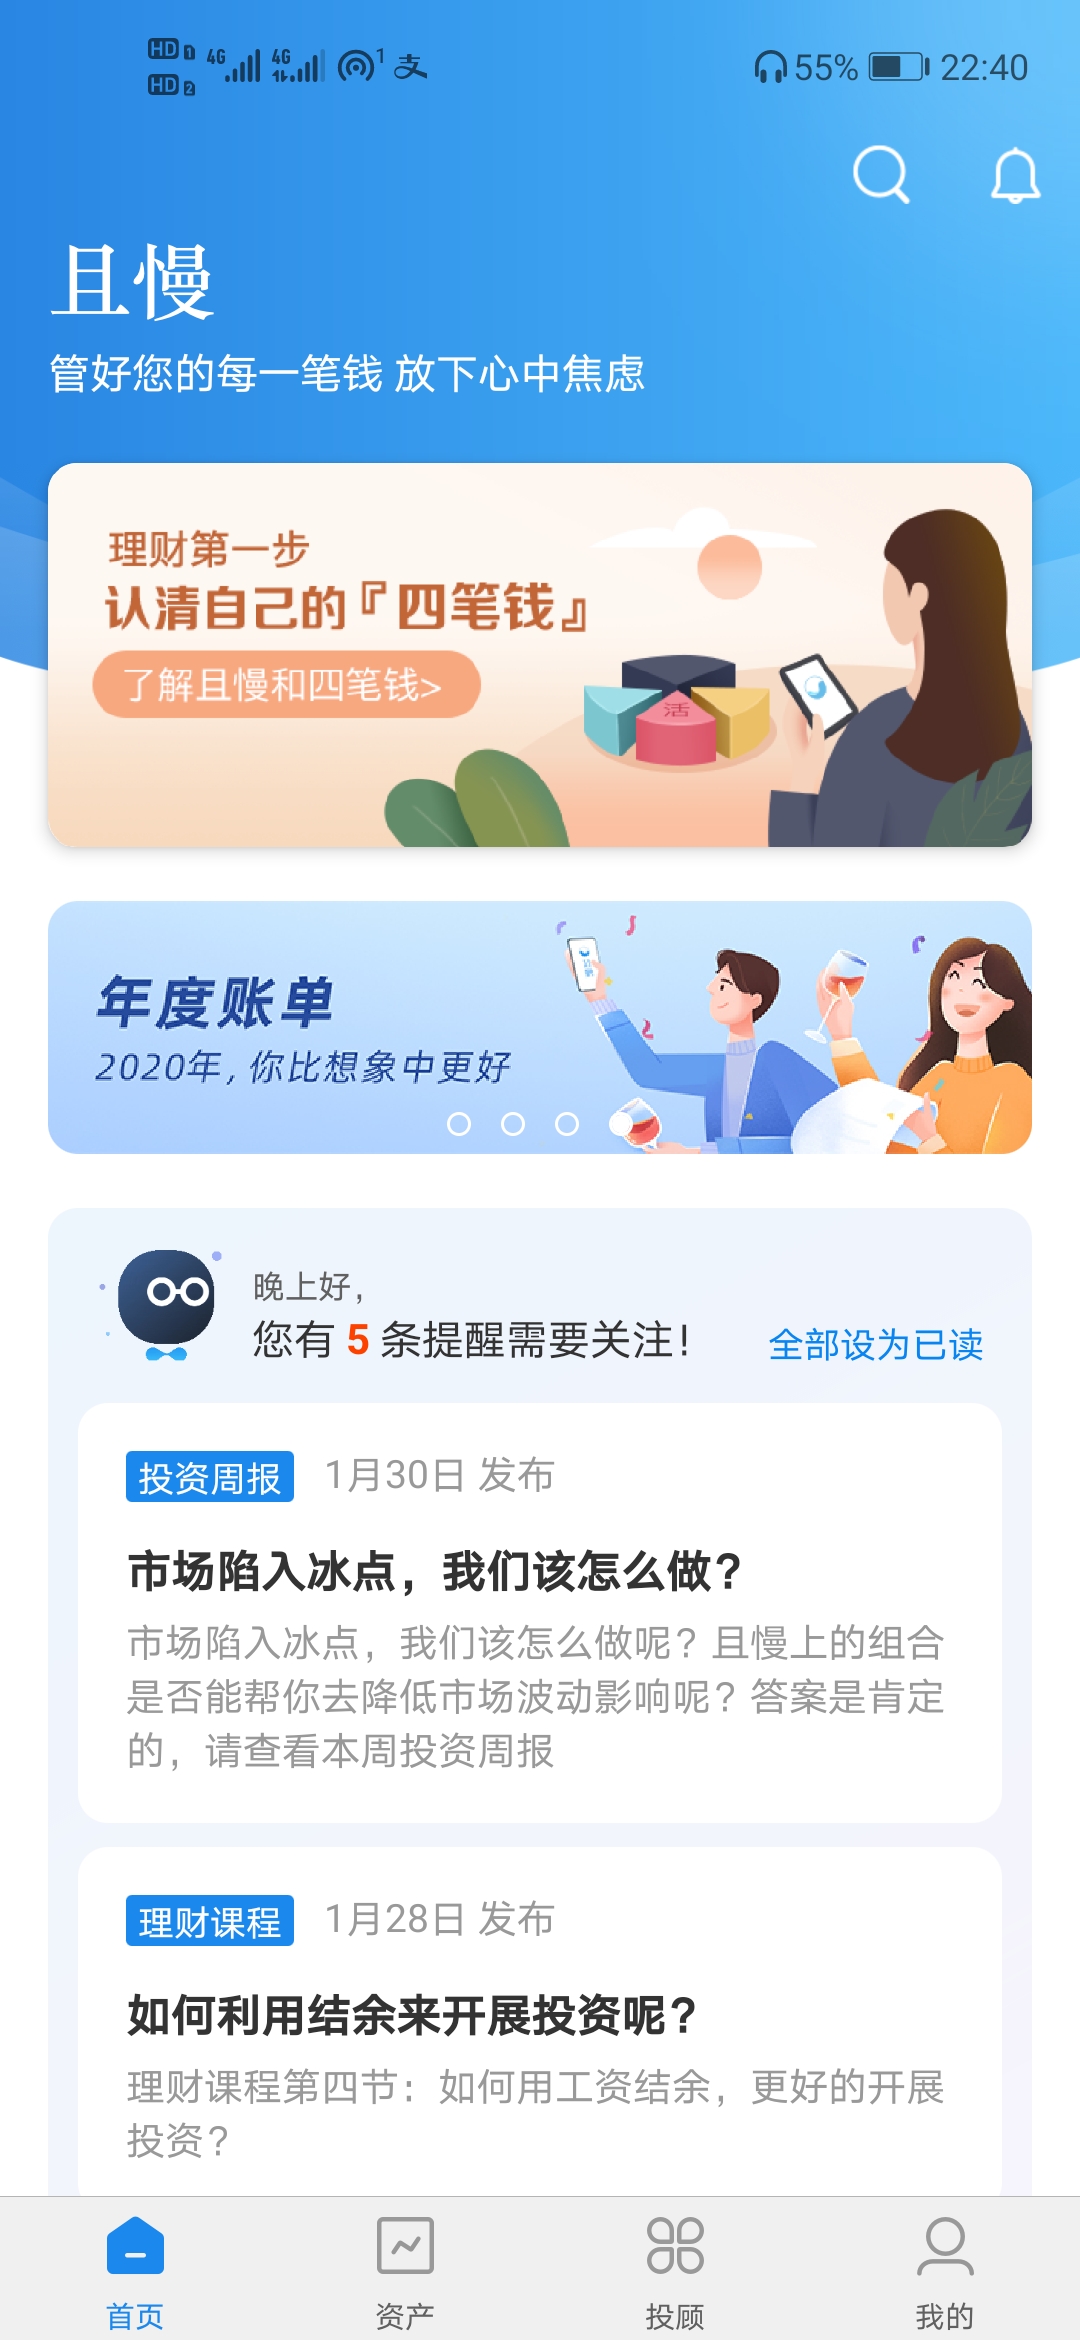 HD 1 4G 4G 1 支 55% 22:40
HD 2
且慢
管好您的每一笔钱 放下心中焦虑
理财第一步
认清自己的『四笔钱』
了解且慢和四笔钱>
活
年度账单
2020年, 你比想象中更好
晚上好,
您有 5 条提醒需要关注!
全部设为已读
投资周报 1月30日 发布
市场陷入冰点，我们该怎么做？
市场陷入冰点，我们该怎么做呢？且慢上的组合
是否能帮你去降低市场波动影响呢？答案是肯定
的，请查看本周投资周报
理财课程 1月28日 发布
如何利用结余来开展投资呢？
理财课程第四节：如何用工资结余，更好的开展
投资？
首页 资产 投顾 我的